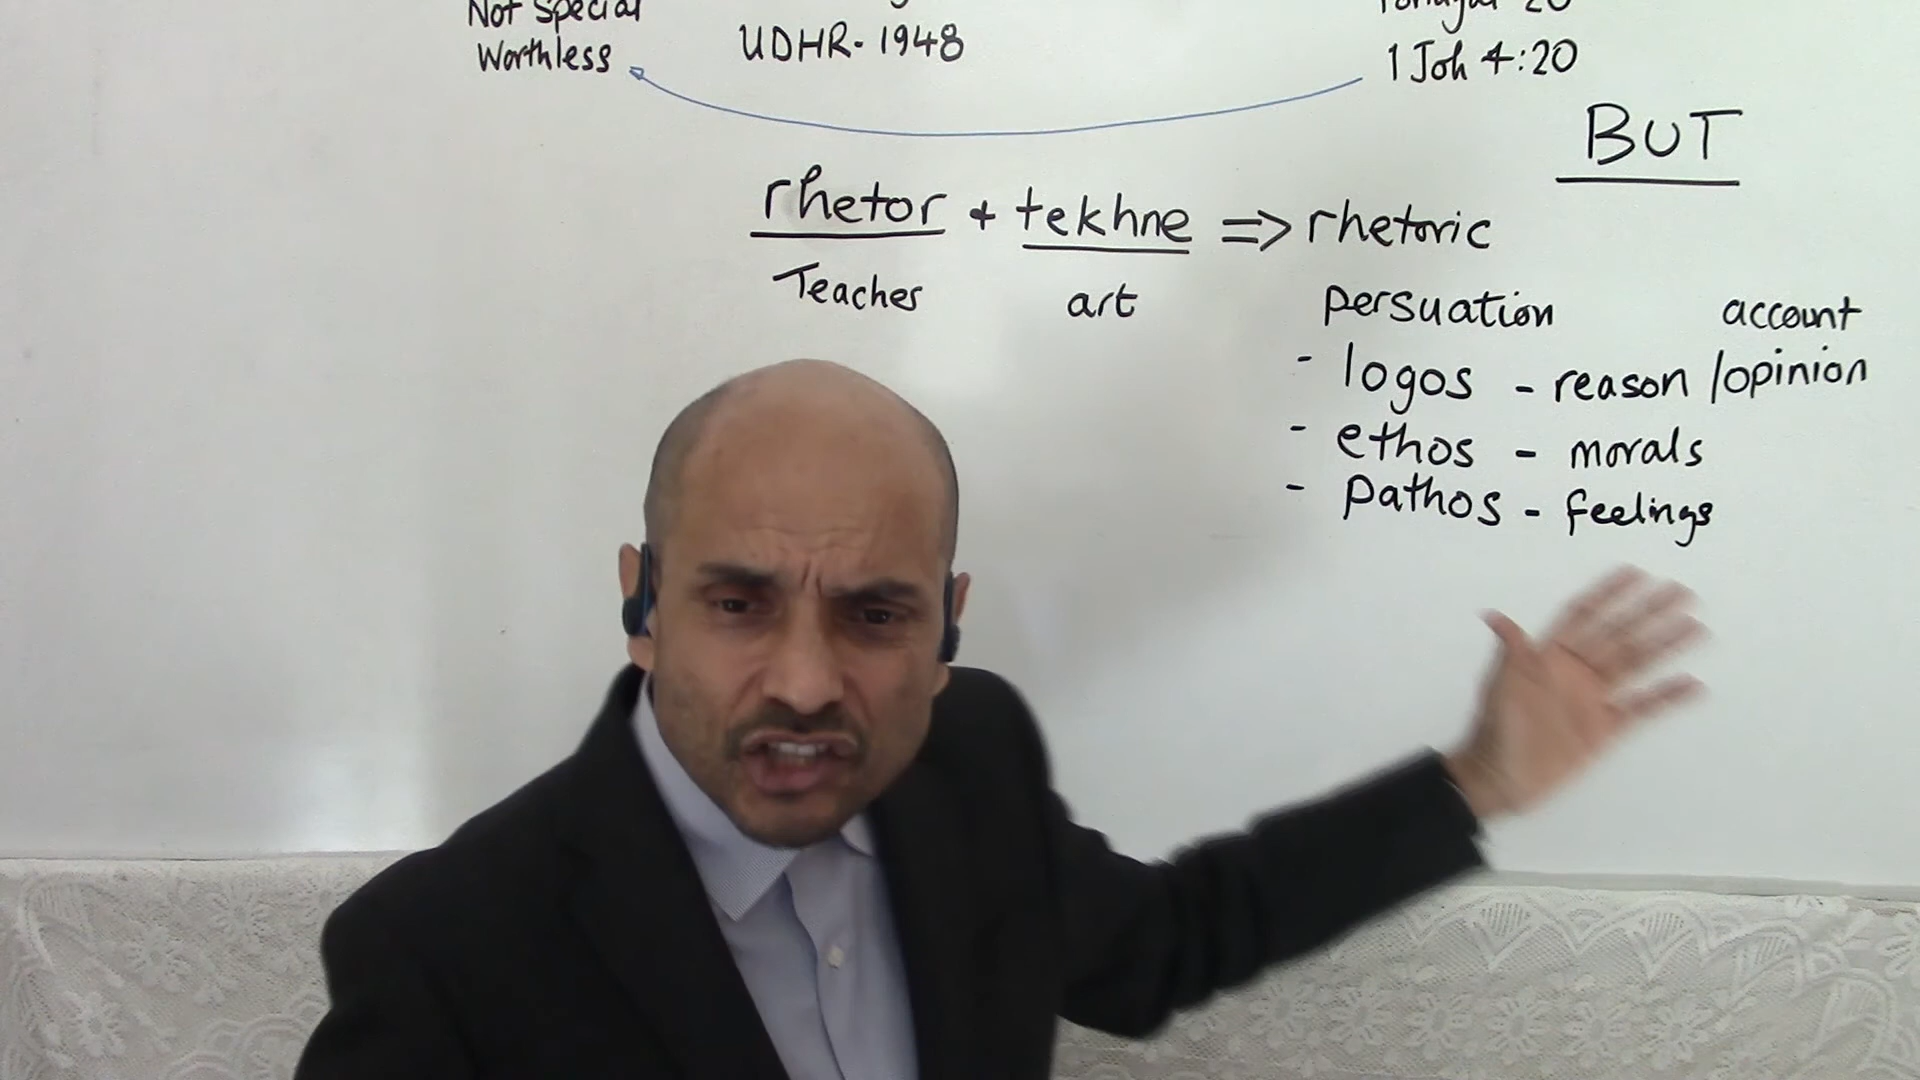 Not Special
Worthless
UDHR- 1948
20
1 Joh 4:20
BUT
rhetor + tekhne => rhetoric
Teacher art
persuation account
- logos - reason /opinion
- ethos - morals
- pathos - feelings